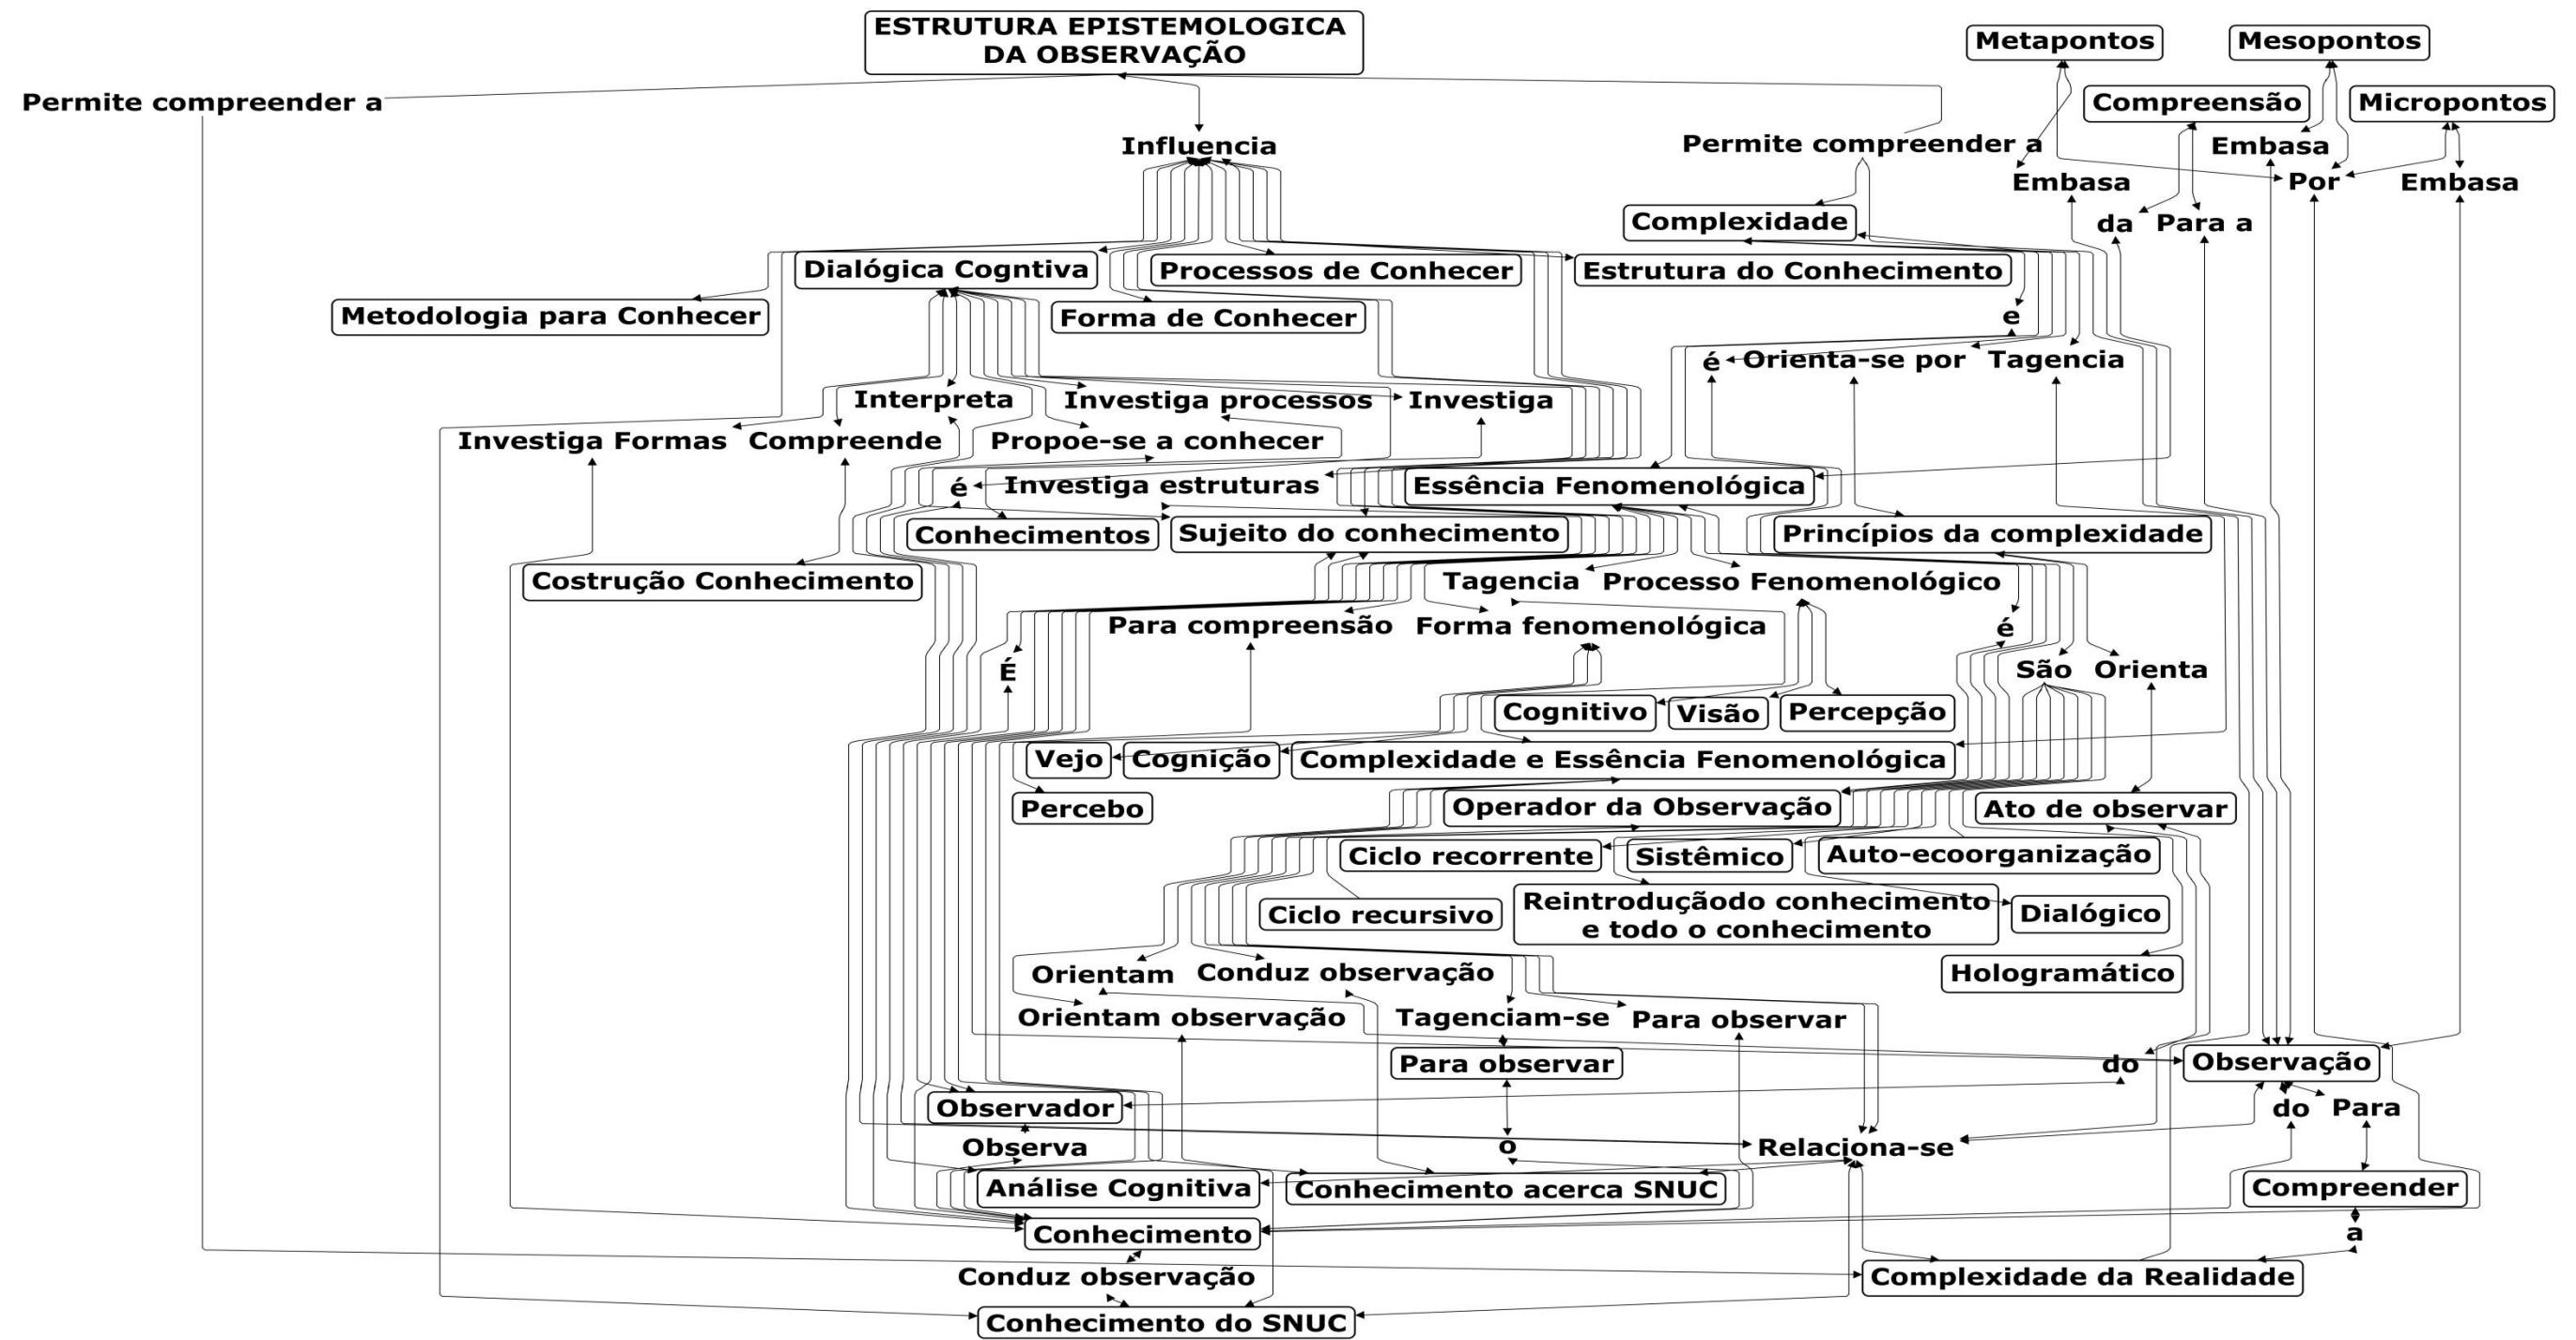 ESTRUTURA EPISTEMOLOGICA
DA OBSERVAÇÃO
Metapontos
Mesopontos
Permite compreender a
Compreensão
Micropontos
Influencia
Permite compreender a
Embasa
Embasa
Por
Embasa
Complexidade
da
Para a
Dialógica Cogntiva
Processos de Conhecer
Estrutura do Conhecimento
Metodologia para Conhecer
Forma de Conhecer
e
é
Orienta-se por
Tagencia
Interpreta
Investiga processos
Investiga
Investiga Formas
Compreende
Propoe-se a conhecer
é
Investiga estruturas
Essência Fenomenológica
Conhecimentos
Sujeito do conhecimento
Princípios da complexidade
Costrução Conhecimento
Tagencia
Processo Fenomenológico
Para compreensão
Forma fenomenológica
é
É
São
Orienta
Cognitivo
Visão
Percepção
Vejo
Cognição
Complexidade e Essência Fenomenológica
Percebo
Operador da Observação
Ato de observar
Ciclo recorrente
Sistêmico
Auto-ecoorganização
Ciclo recursivo
Reintroduçãodo conhecimento
e todo o conhecimento
Dialógico
Orientam
Conduz observação
Hologramático
Orientam observação
Tagenciam-se
Para observar
Para observar
do
Observação
Observador
do
Para
Observa
o
Relaciona-se
Análise Cognitiva
Conhecimento acerca SNUC
Compreender
Conhecimento
a
Conduz observação
Complexidade da Realidade
Conhecimento do SNUC